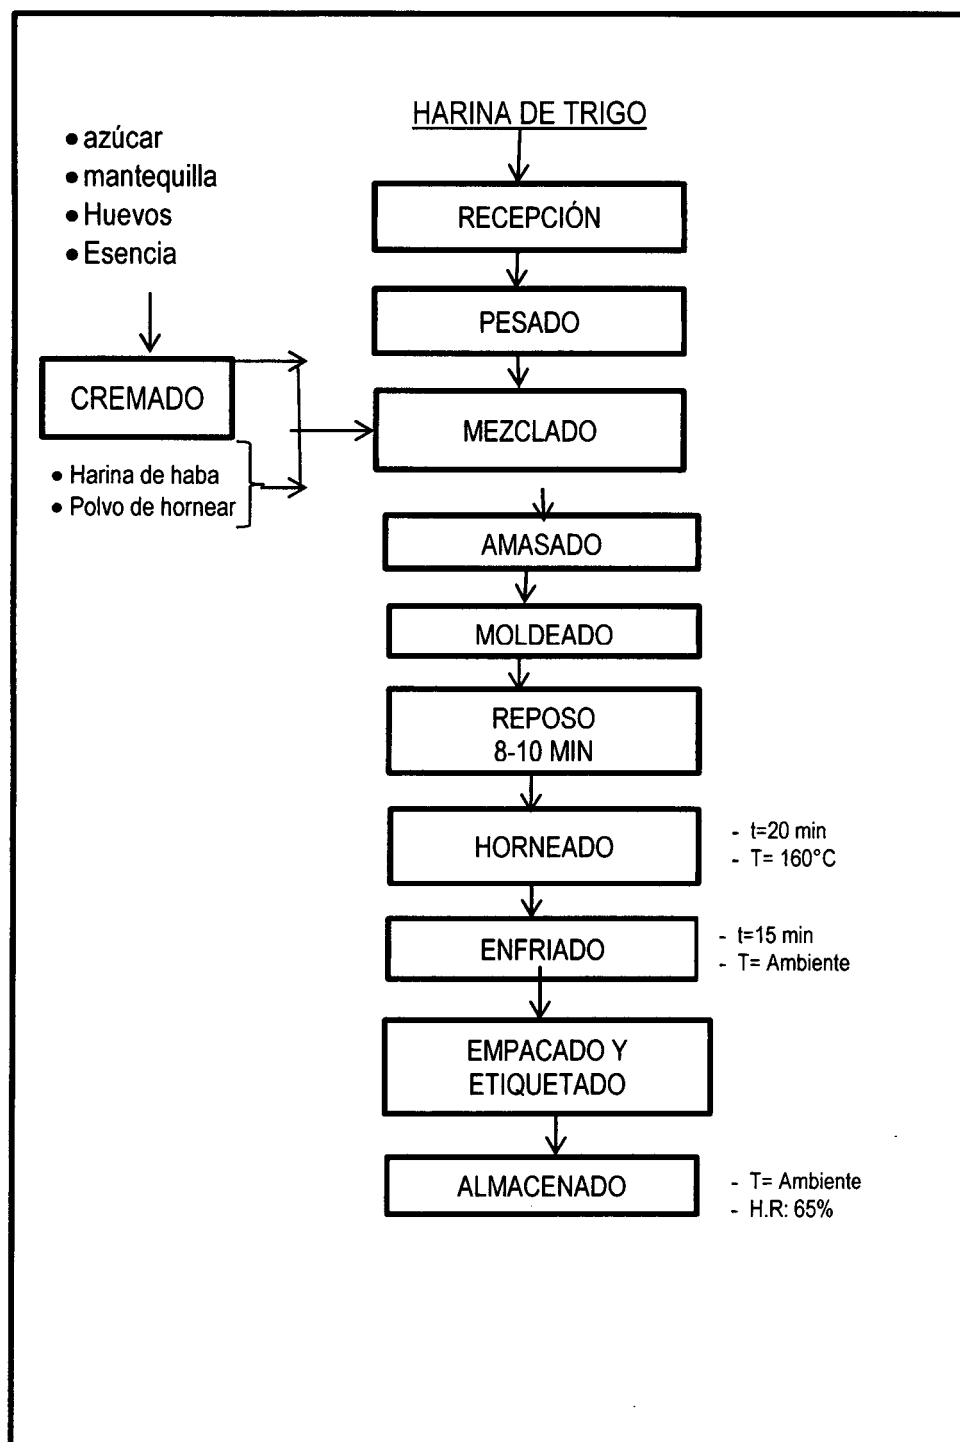 HARINA DE TRIGO
• azúcar
• mantequilla
• Huevos
• Esencia
RECEPCIÓN
PESADO
CREMADO
MEZCLADO
• Harina de haba
• Polvo de hornear
AMASADO
MOLDEADO
REPOSO
8-10 MIN
HORNEADO
- t=20 min
- T= 160°C
ENFRIADO
- t=15 min
- T= Ambiente
EMPACADO Y
ETIQUETADO
ALMACENADO
- T= Ambiente
- H.R: 65%